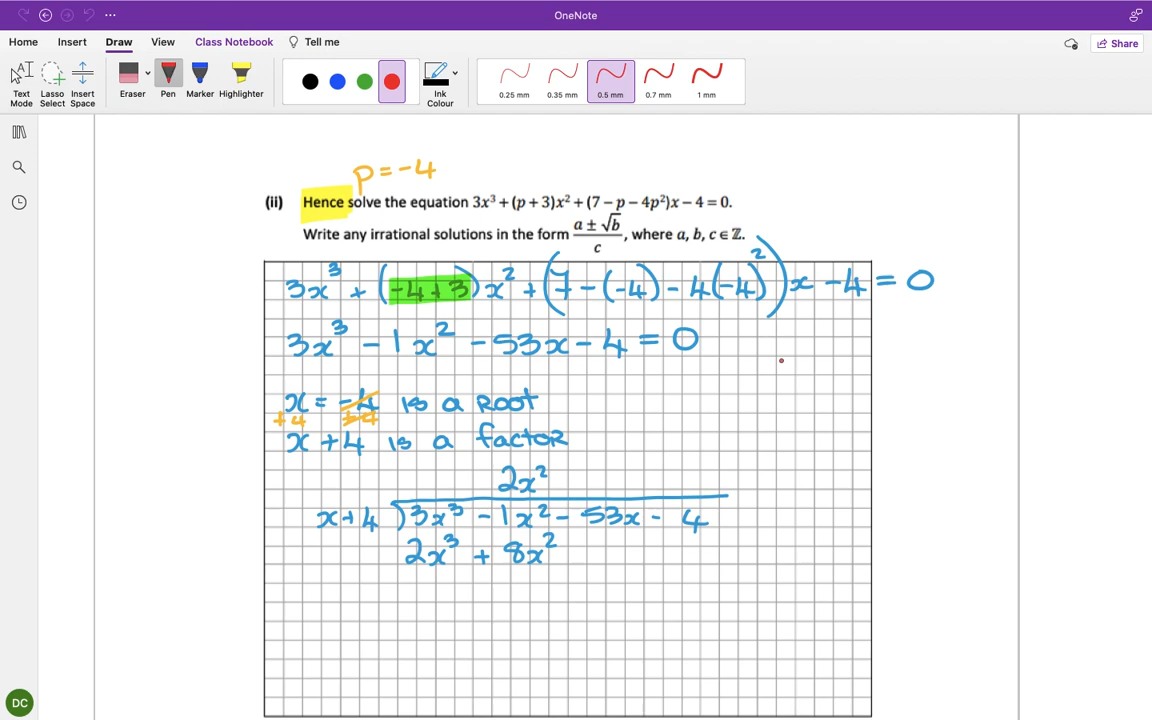 OneNote
Home Insert Draw View Class Notebook Tell me
Share
Text Mode
Lasso Select
Insert Space
Eraser
Pen
Marker
Highlighter
Ink Colour
0.25 mm 0.35 mm 0.5 mm 0.7 mm 1 mm
p = -4
(ii) Hence solve the equation 3x³ + (p + 3)x² + (7 – p – 4p²)x – 4 = 0.
Write any irrational solutions in the form (a ± √b)/c, where a, b, c ∈ ℤ.
3x³ + (-4+3)x² + (7 - (-4) - 4(-4)²)x - 4 = 0
3x³ - 1x² - 53x - 4 = 0
x = -4 is a Root
+4 +4
x + 4 is a factor
2x²
x+4 ) 3x³ - 1x² - 53x - 4
2x³ + 8x²
DC